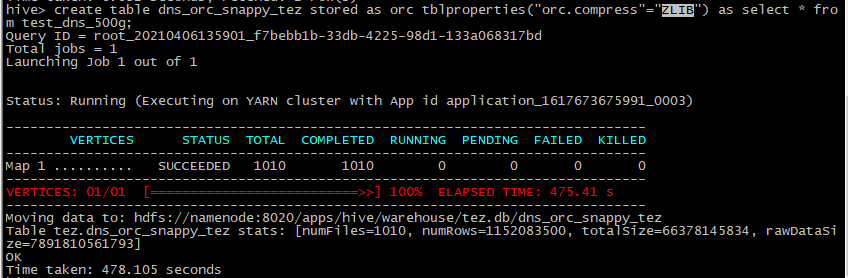 hive> create table dns_orc_snappy_tez stored as orc tblproperties("orc.compress"="ZLIB") as select * fro
m test_dns_500g;
Query ID = root_20210406135901_f7bebb1b-33db-4225-98d1-133a068317bd
Total jobs = 1
Launching Job 1 out of 1
Status: Running (Executing on YARN cluster with App id application_1617673675991_0003)
--------------------------------------------------------------------------------
VERTICES STATUS TOTAL COMPLETED RUNNING PENDING FAILED KILLED
--------------------------------------------------------------------------------
Map 1 .......... SUCCEEDED 1010 1010 0 0 0 0
--------------------------------------------------------------------------------
VERTICES: 01/01 [==========================>>] 100% ELAPSED TIME: 475.41 s
--------------------------------------------------------------------------------
Moving data to: hdfs://namenode:8020/apps/hive/warehouse/tez.db/dns_orc_snappy_tez
Table tez.dns_orc_snappy_tez stats: [numFiles=1010, numRows=1152083500, totalSize=66378145834, rawDataSi
ze=7891810561793]
OK
Time taken: 478.105 seconds